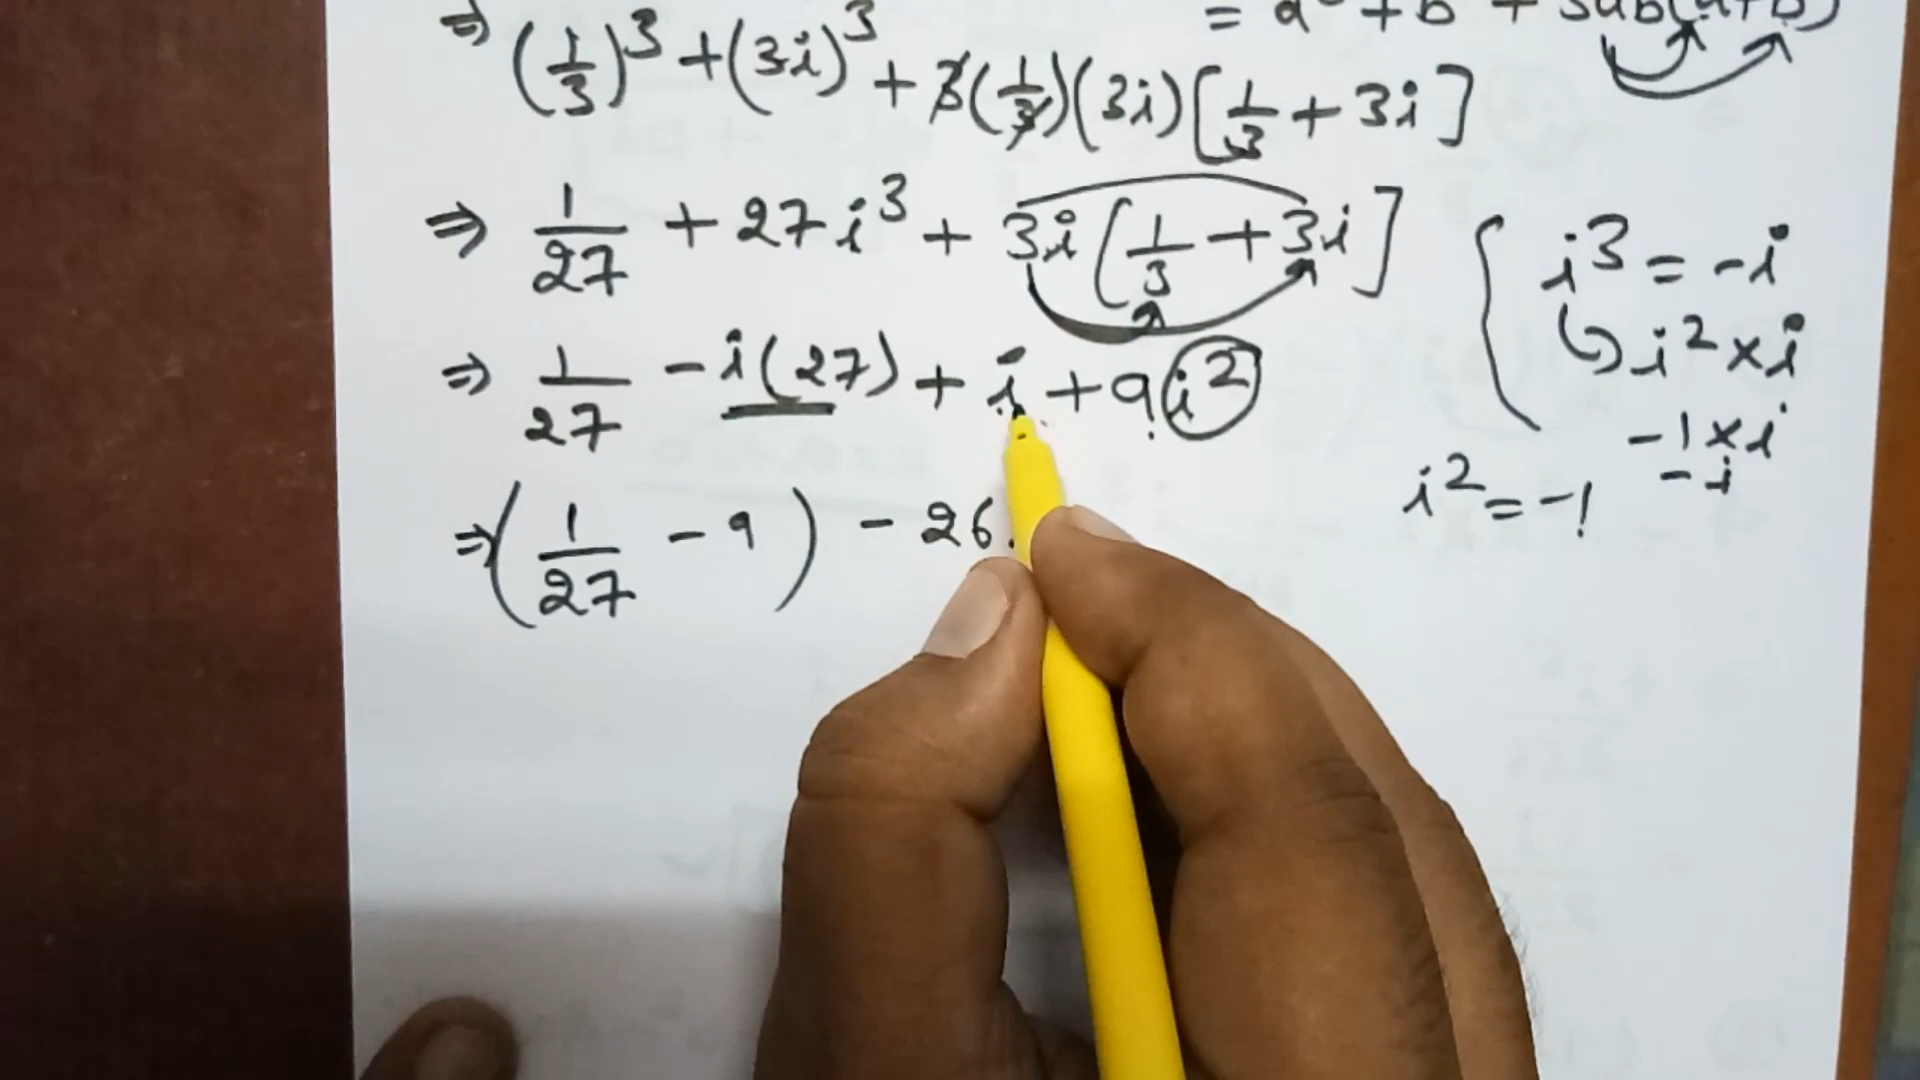 = a + b + 3ab(a+b)
⇒ (1/3)³ + (3i)³ + 3(1/3)(3i)[1/3 + 3i]
⇒ 1/27 + 27i³ + 3i[1/3 + 3i]
⇒ 1/27 - i(27) + i + 9i²
⇒ (1/27 - 9) - 26
{ i³ = -i
i² × i
-1 × i
- i
i² = -1